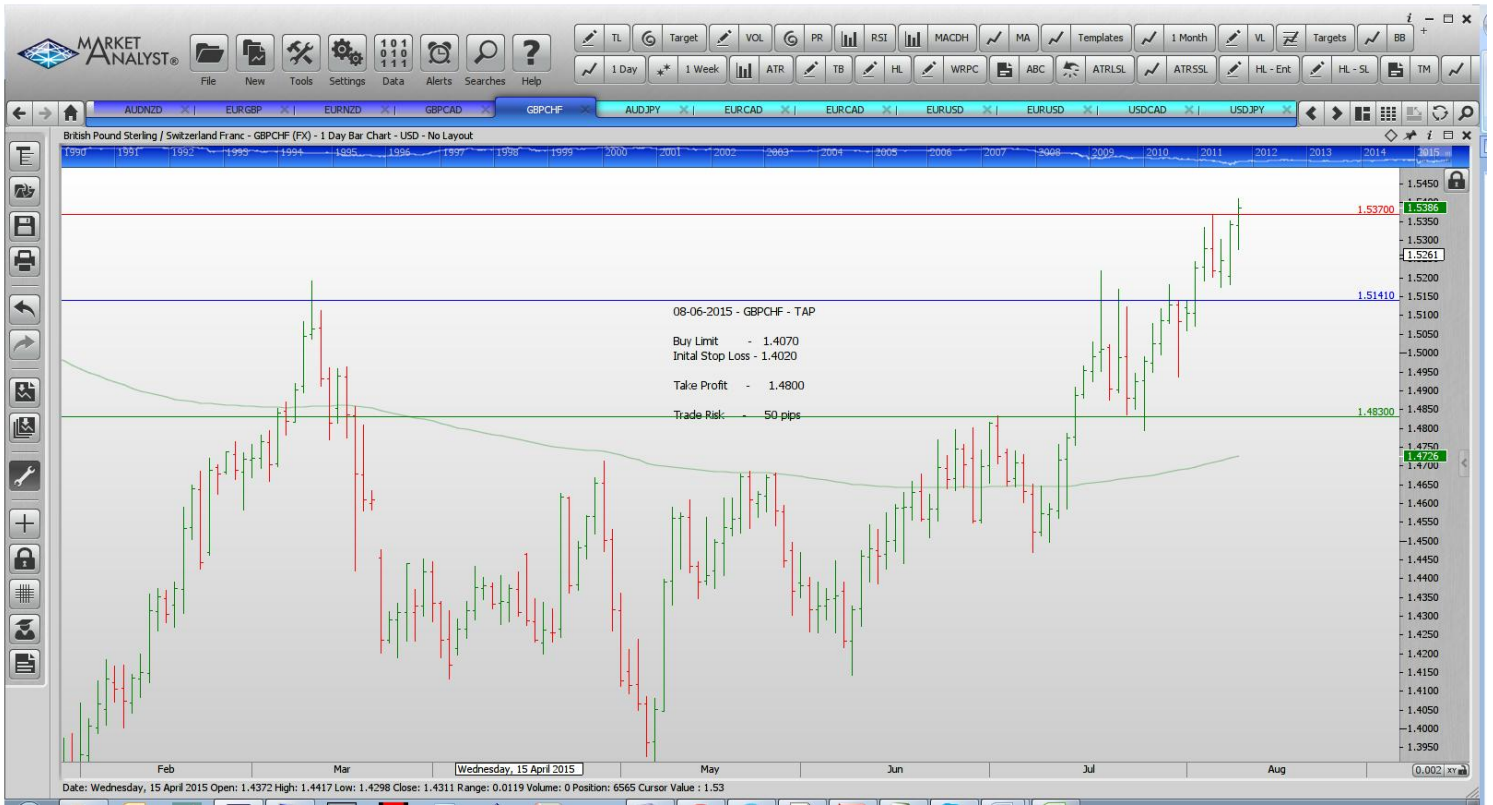 MARKET ANALYST®
File New Tools Settings Data Alerts Searches Help
TL Target VOL PR RSI MACDH MA Templates 1 Month VL Targets BB
1 Day 1 Week ATR TB HL WRPC ABC ATRLSL ATRSSL HL - Ent HL - SL TM
AUDNZD EURGBP EURNZD GBPCAD GBPCHF AUDJPY EURCAD EURCAD EURUSD EURUSD USDCAD USDJPY
British Pound Sterling / Switzerland Franc - GBPCHF (FX) - 1 Day Bar Chart - USD - No Layout
1990 1991 1992 1993 1994 1995 1996 1997 1998 1999 2000 2001 2002 2003 2004 2005 2006 2007 2008 2009 2010 2011 2012 2013 2014 2015
1.5450
1.53700
1.5386
1.5350
1.5300
1.5261
1.5200
1.51410
1.5150
08-06-2015 - GBPCHF - TAP
1.5100
1.5050
Buy Limit - 1.4070
Inital Stop Loss - 1.4020
1.5000
1.4950
Take Profit - 1.4800
1.4900
1.4850
Trade Risk - 50 pips
1.48300
1.4800
1.4750
1.4726
1.4700
1.4650
1.4600
1.4550
1.4500
1.4450
1.4400
1.4350
1.4300
1.4250
1.4200
1.4150
1.4100
1.4050
1.4000
1.3950
Feb Mar Wednesday, 15 April 2015 May Jun Jul Aug 0.002 XY
Date: Wednesday, 15 April 2015 Open: 1.4372 High: 1.4417 Low: 1.4298 Close: 1.4311 Range: 0.0119 Volume: 0 Position: 6565 Cursor Value : 1.53